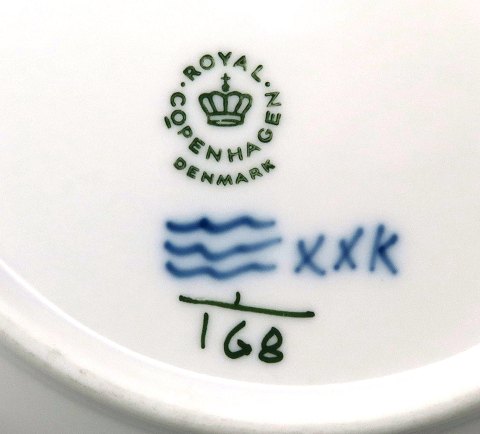 ROYAL
COPENHAGEN
DENMARK
XXK
1
168